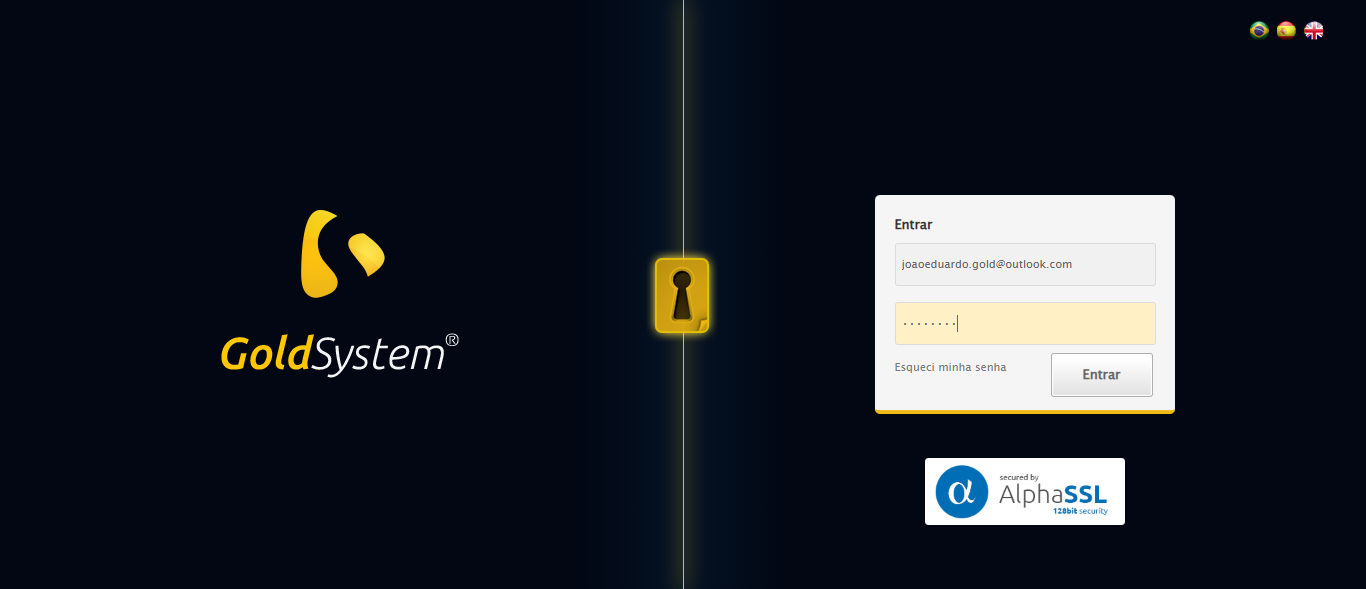 GoldSystem®
Entrar
joaoeduardo.gold@outlook.com
........
Esqueci minha senha
Entrar
α
secured by
AlphaSSL
128bit security